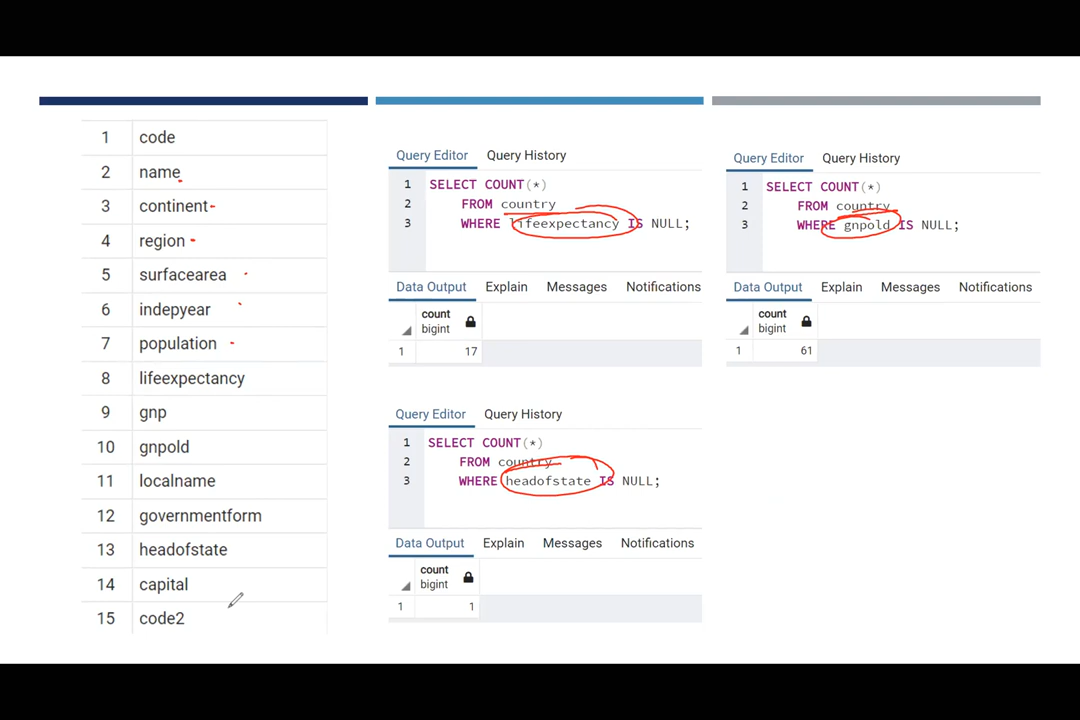 1 code
2 name
3 continent
4 region
5 surfacearea
6 indepyear
7 population
8 lifeexpectancy
9 gnp
10 gnpold
11 localname
12 governmentform
13 headofstate
14 capital
15 code2
Query Editor Query History
1 SELECT COUNT(*)
2 FROM country
3 WHERE lifeexpectancy IS NULL;
Data Output Explain Messages Notifications
count
bigint
1 17
Query Editor Query History
1 SELECT COUNT(*)
2 FROM country
3 WHERE headofstate IS NULL;
Data Output Explain Messages Notifications
count
bigint
1 1
Query Editor Query History
1 SELECT COUNT(*)
2 FROM country
3 WHERE gnpold IS NULL;
Data Output Explain Messages Notifications
count
bigint
1 61